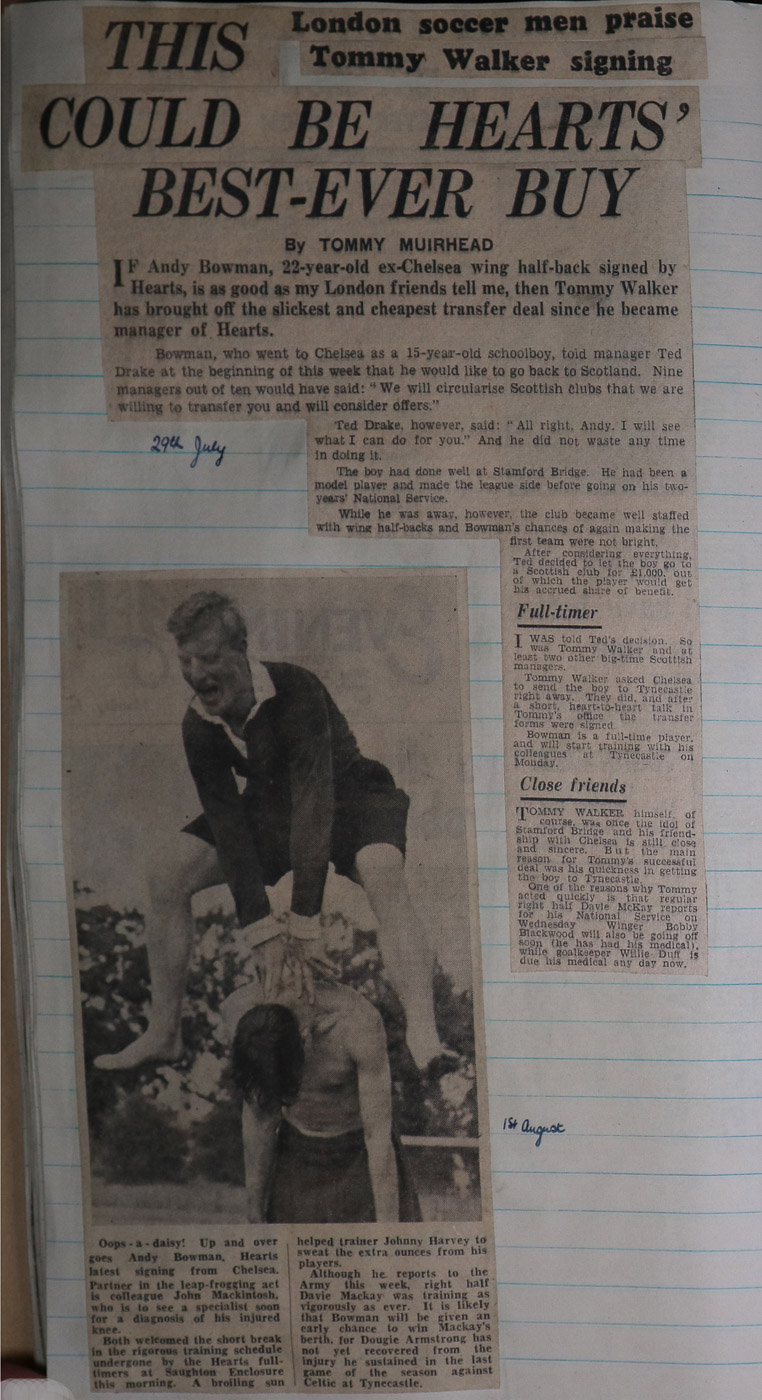 THIS
London soccer men praise
Tommy Walker signing
COULD BE HEARTS'
BEST-EVER BUY
By TOMMY MUIRHEAD
IF Andy Bowman, 22-year-old ex-Chelsea wing half-back signed by
Hearts, is as good as my London friends tell me, then Tommy Walker
has brought off the slickest and cheapest transfer deal since he became
manager of Hearts.
Bowman, who went to Chelsea as a 15-year-old schoolboy, told manager Ted
Drake at the beginning of this week that he would like to go back to Scotland. Nine
managers out of ten would have said: "We will circularise Scottish clubs that we are
willing to transfer you and will consider offers."
29th July
Ted Drake, however, said: "All right, Andy. I will see
what I can do for you." And he did not waste any time
in doing it.
The boy had done well at Stamford Bridge. He had been a
model player and made the league side before going on his two-
years' National Service.
While he was away, however, the club became well staffed
with wing half-backs and Bowman's chances of again making the
first team were not bright.
After considering everything,
Ted decided to let the boy go to
a Scottish club for £1,000, out
of which the player would get
his accrued share of benefit.
Full-timer
I WAS told Ted's decision. So
was Tommy Walker and at
least two other big-time Scottish
managers.
Tommy Walker asked Chelsea
to send the boy to Tynecastle
right away. They did, and after
a short, heart-to-heart talk in
Tommy's office the transfer
forms were signed.
Bowman is a full-time player,
and will start training with his
colleagues at Tynecastle on
Monday.
Close friends
TOMMY WALKER himself, of
course, was once the idol of
Stamford Bridge and his friend-
ship with Chelsea is still close
and sincere. But the main
reason for Tommy's successful
deal was his quickness in getting
the boy to Tynecastle.
One of the reasons why Tommy
acted quickly is that regular
right half Davie McKay reports
for his National Service on
Wednesday Winger Bobby
Blackwood will also be going off
soon (he has had his medical),
while goalkeeper Willie Duff is
due his medical any day now.
1st August
Oops-a-daisy! Up and over
goes Andy Bowman, Hearts
latest signing from Chelsea.
Partner in the leap-frogging act
is colleague John Mackintosh,
who is to see a specialist soon
for a diagnosis of his injured
knee.
Both welcomed the short break
in the rigorous training schedule
undergone by the Hearts full-
timers at Saughton Enclosure
this morning. A broiling sun
helped trainer Johnny Harvey to
sweat the extra ounces from his
players.
Although he reports to the
Army this week, right half
Davie Mackay was training as
vigorously as ever. It is likely
that Bowman will be given an
early chance to win Mackay's
berth, for Dougie Armstrong has
not yet recovered from the
injury he sustained in the last
game of the season against
Celtic at Tynecastle.